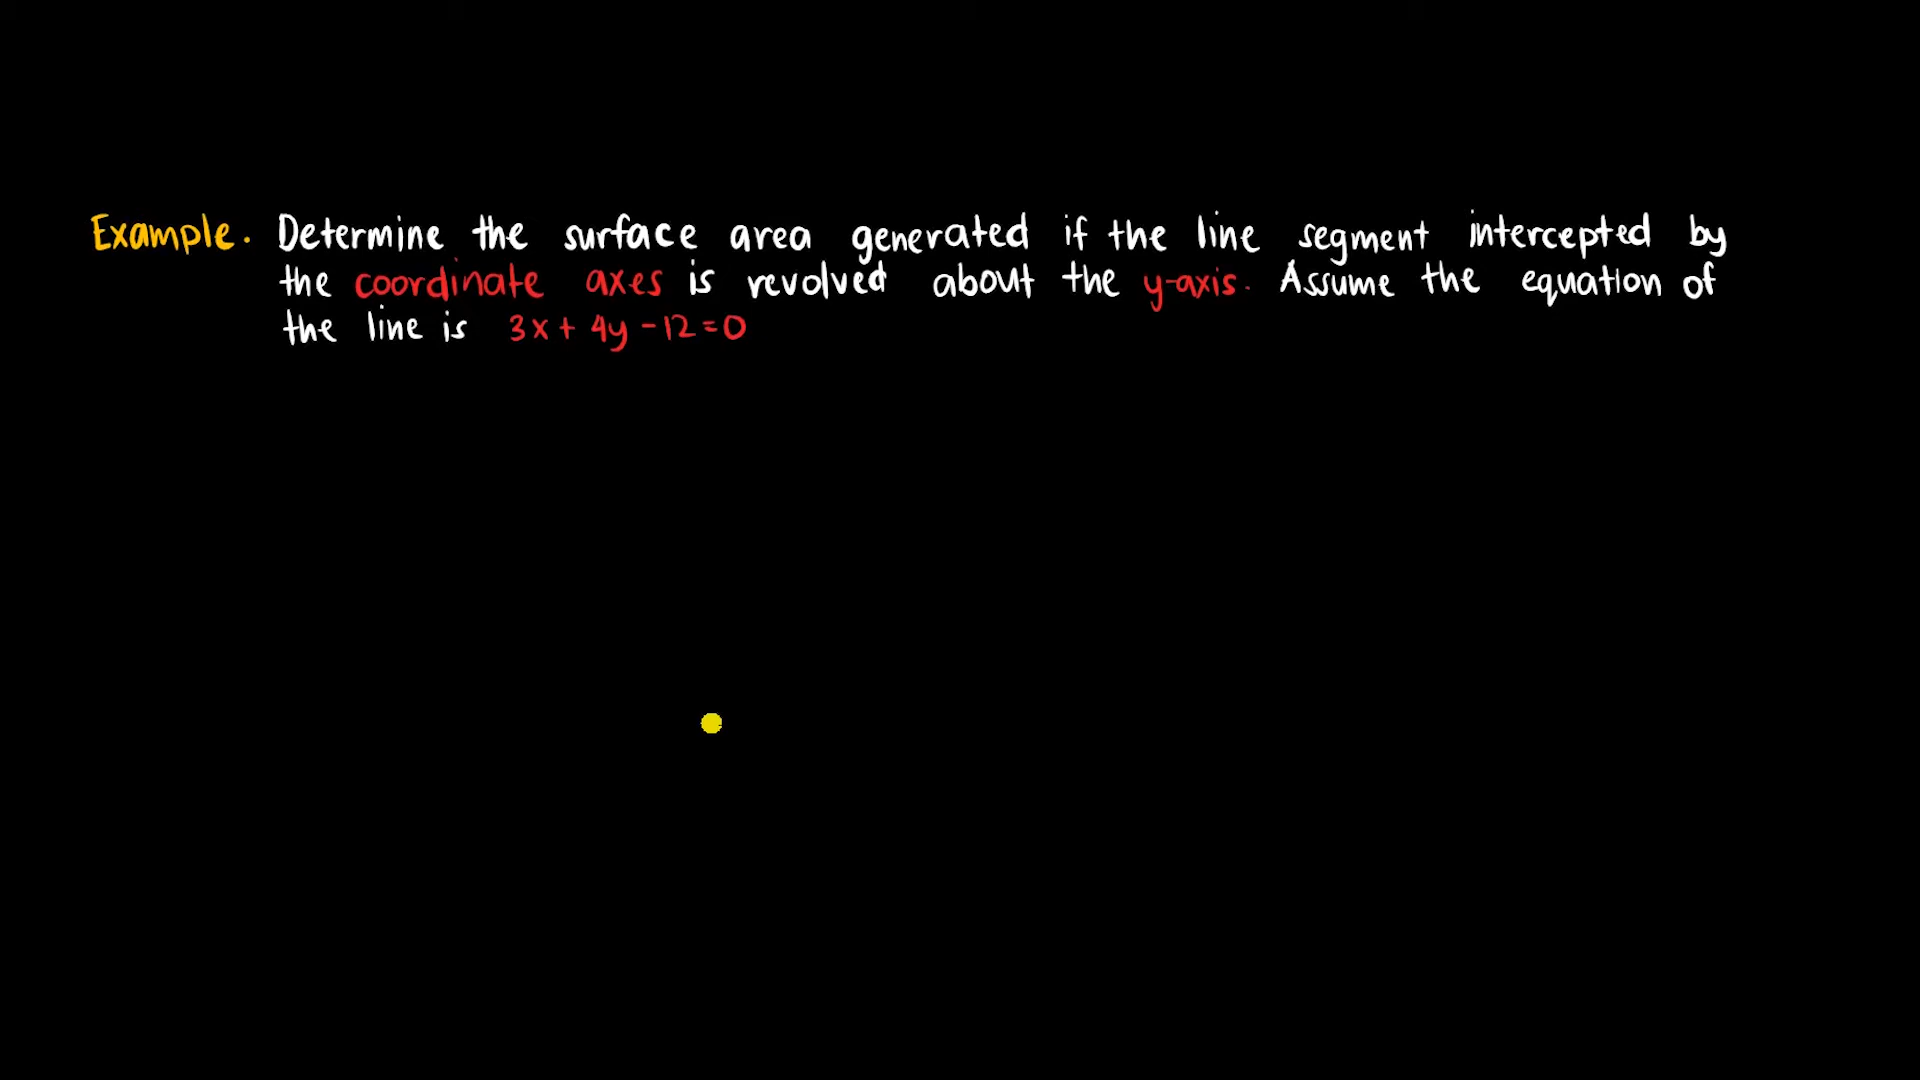 Example. Determine the surface area generated if the line segment intercepted by
the coordinate axes is revolved about the y-axis. Assume the equation of
the line is 3x + 4y - 12 = 0